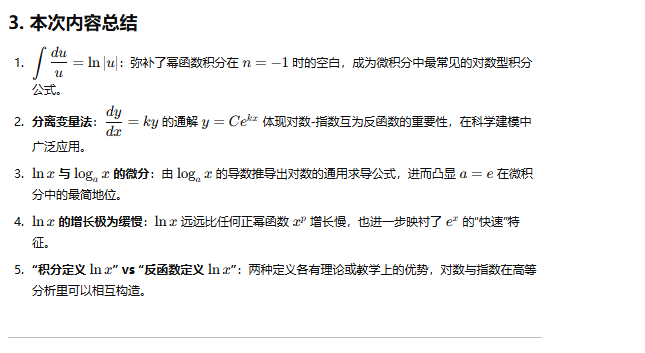 3. 本次内容总结
1. ∫ du/u = ln |u|：弥补了幂函数积分在 n = −1 时的空白，成为微积分中最常见的对数型积分
公式。
2. 分离变量法：dy/dx = ky 的通解 y = Ce^{kx} 体现对数-指数互为反函数的重要性，在科学建模中
广泛应用。
3. ln x 与 log_a x 的微分：由 log_a x 的导数推导出对数的通用求导公式，进而凸显 a = e 在微积
分中的最简地位。
4. ln x 的增长极为缓慢：ln x 远远比任何正幂函数 x^p 增长慢，也进一步映衬了 e^x 的“快速”特
征。
5. “积分定义 ln x” vs “反函数定义 ln x”：两种定义各有理论或教学上的优势，对数与指数在高等
分析里可以相互构造。